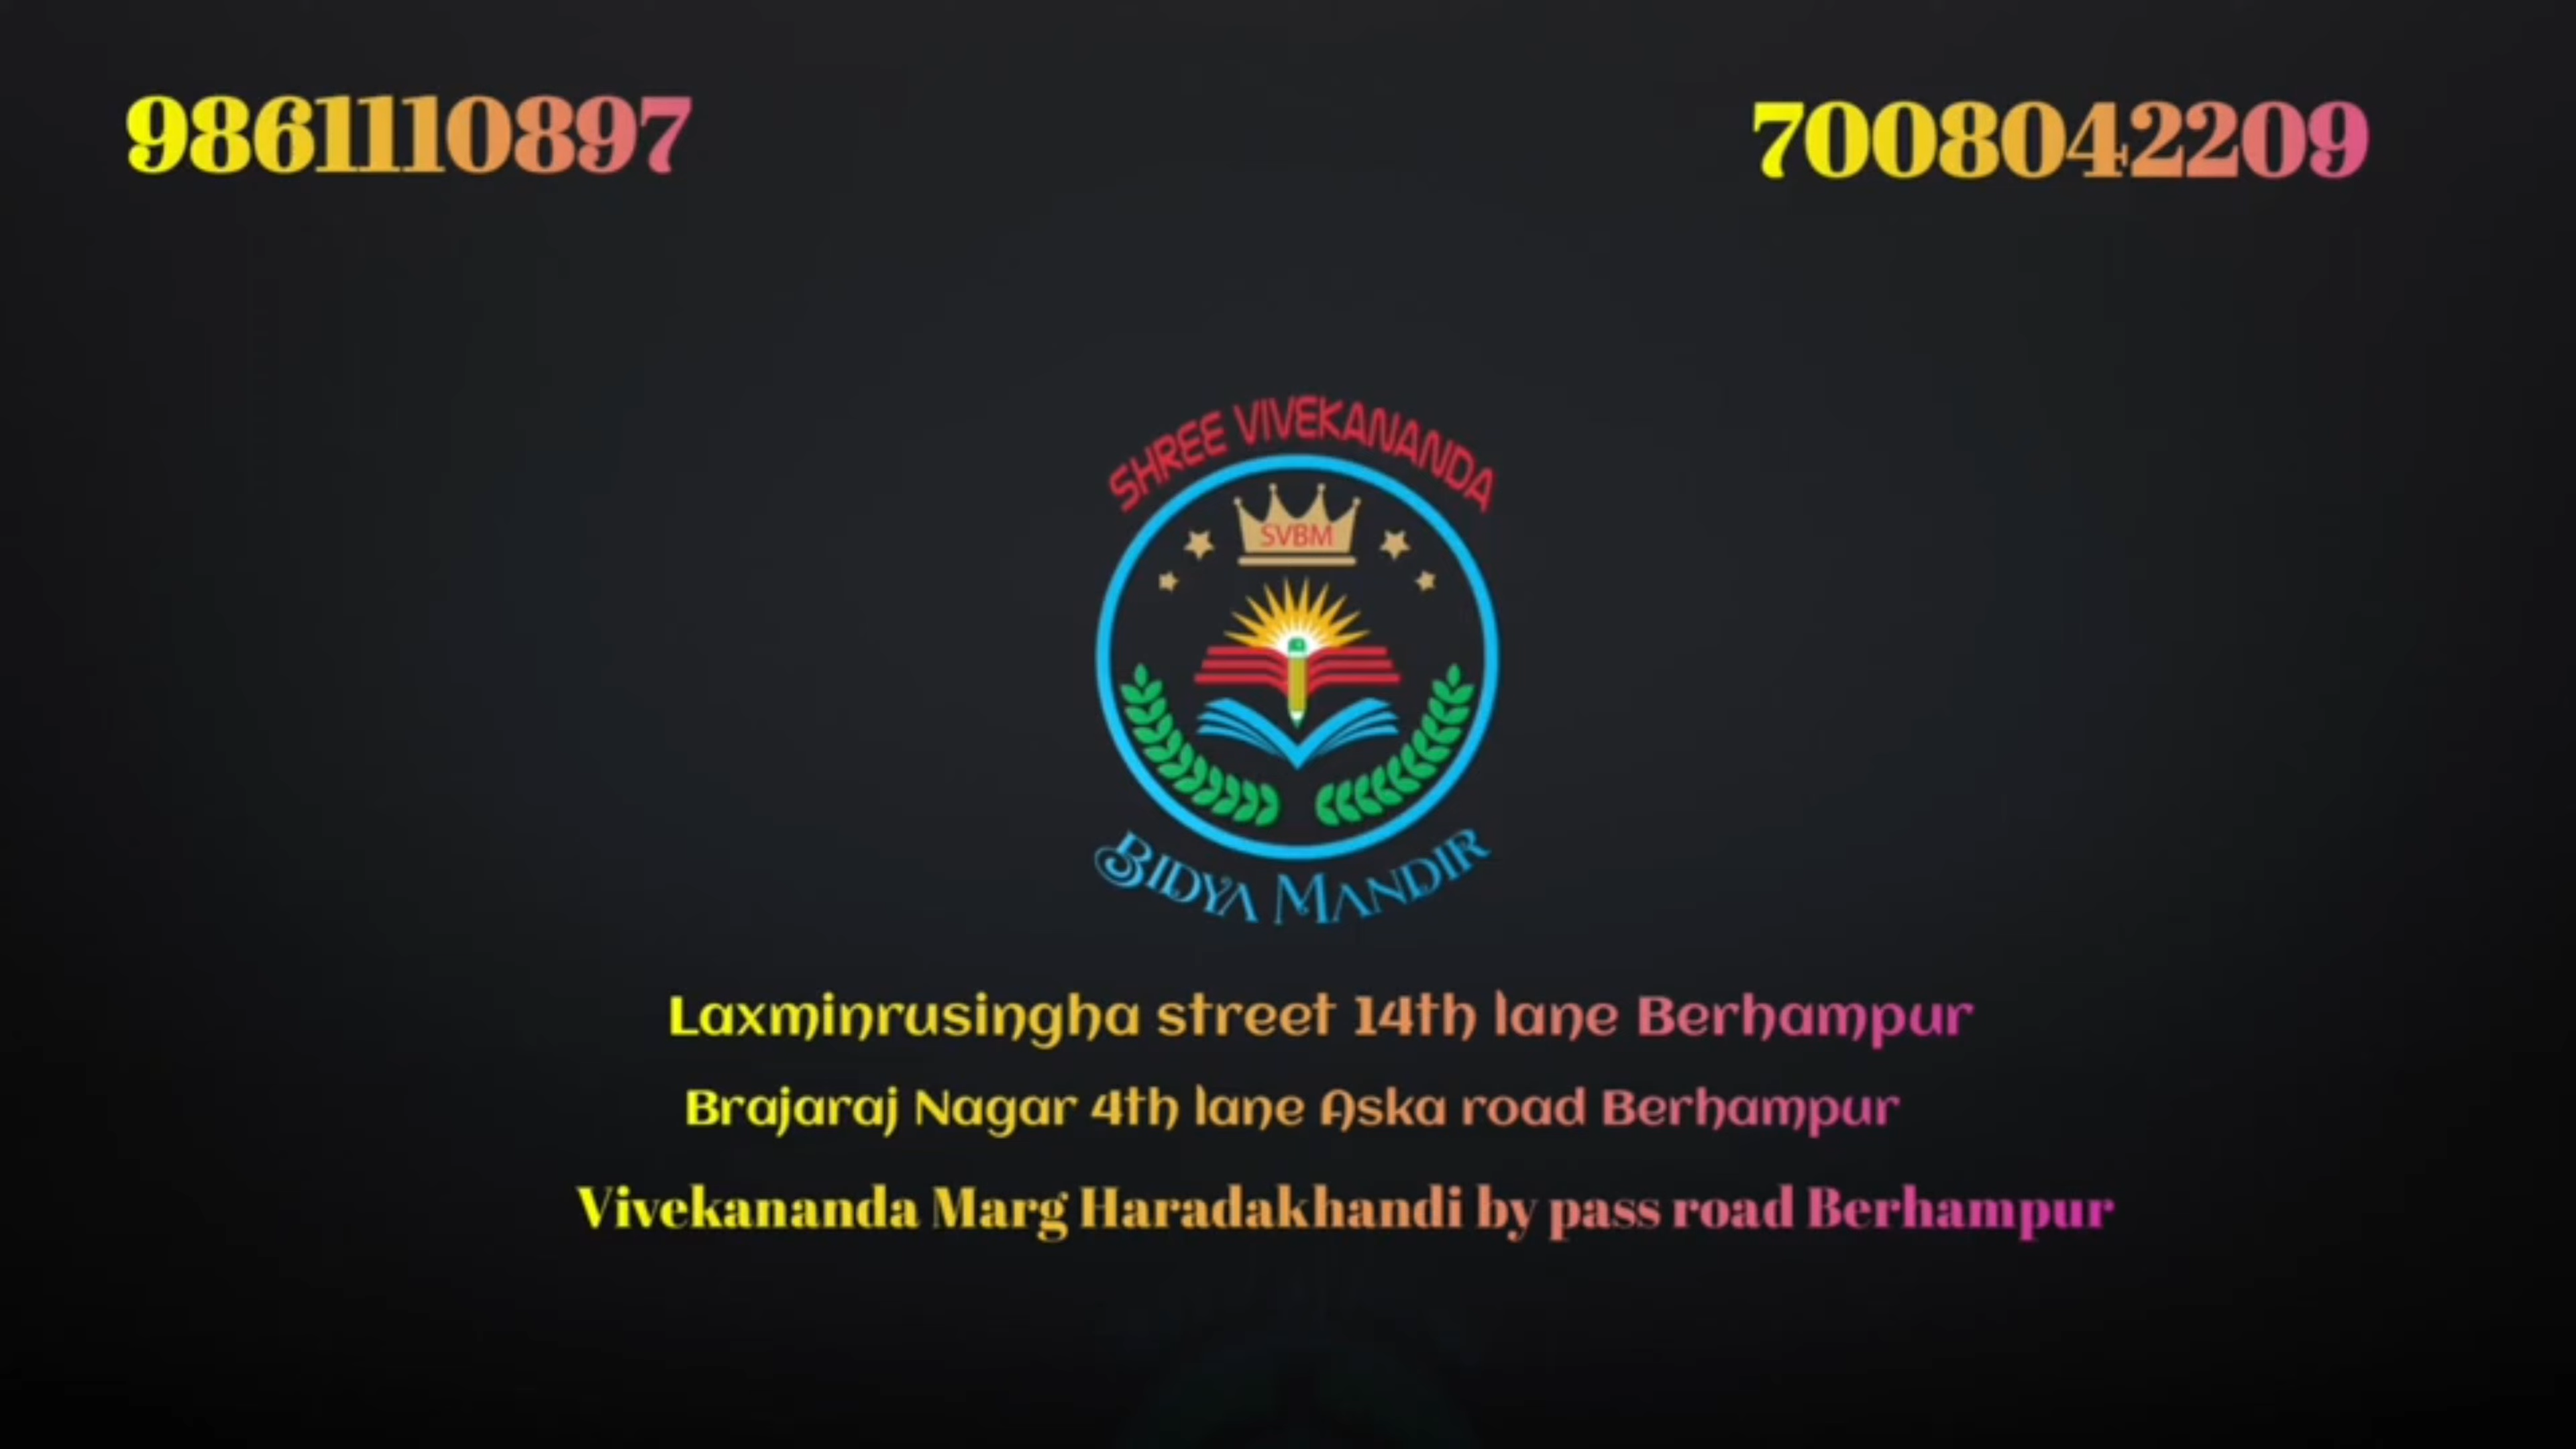 9861110897
7008042209
SHREE VIVEKANANDA
SVBM
BIDYA MANDIR
Laxminrusingha street 14th lane Berhampur
Brajaraj Nagar 4th lane Aska road Berhampur
Vivekananda Marg Haradakhandi by pass road Berhampur